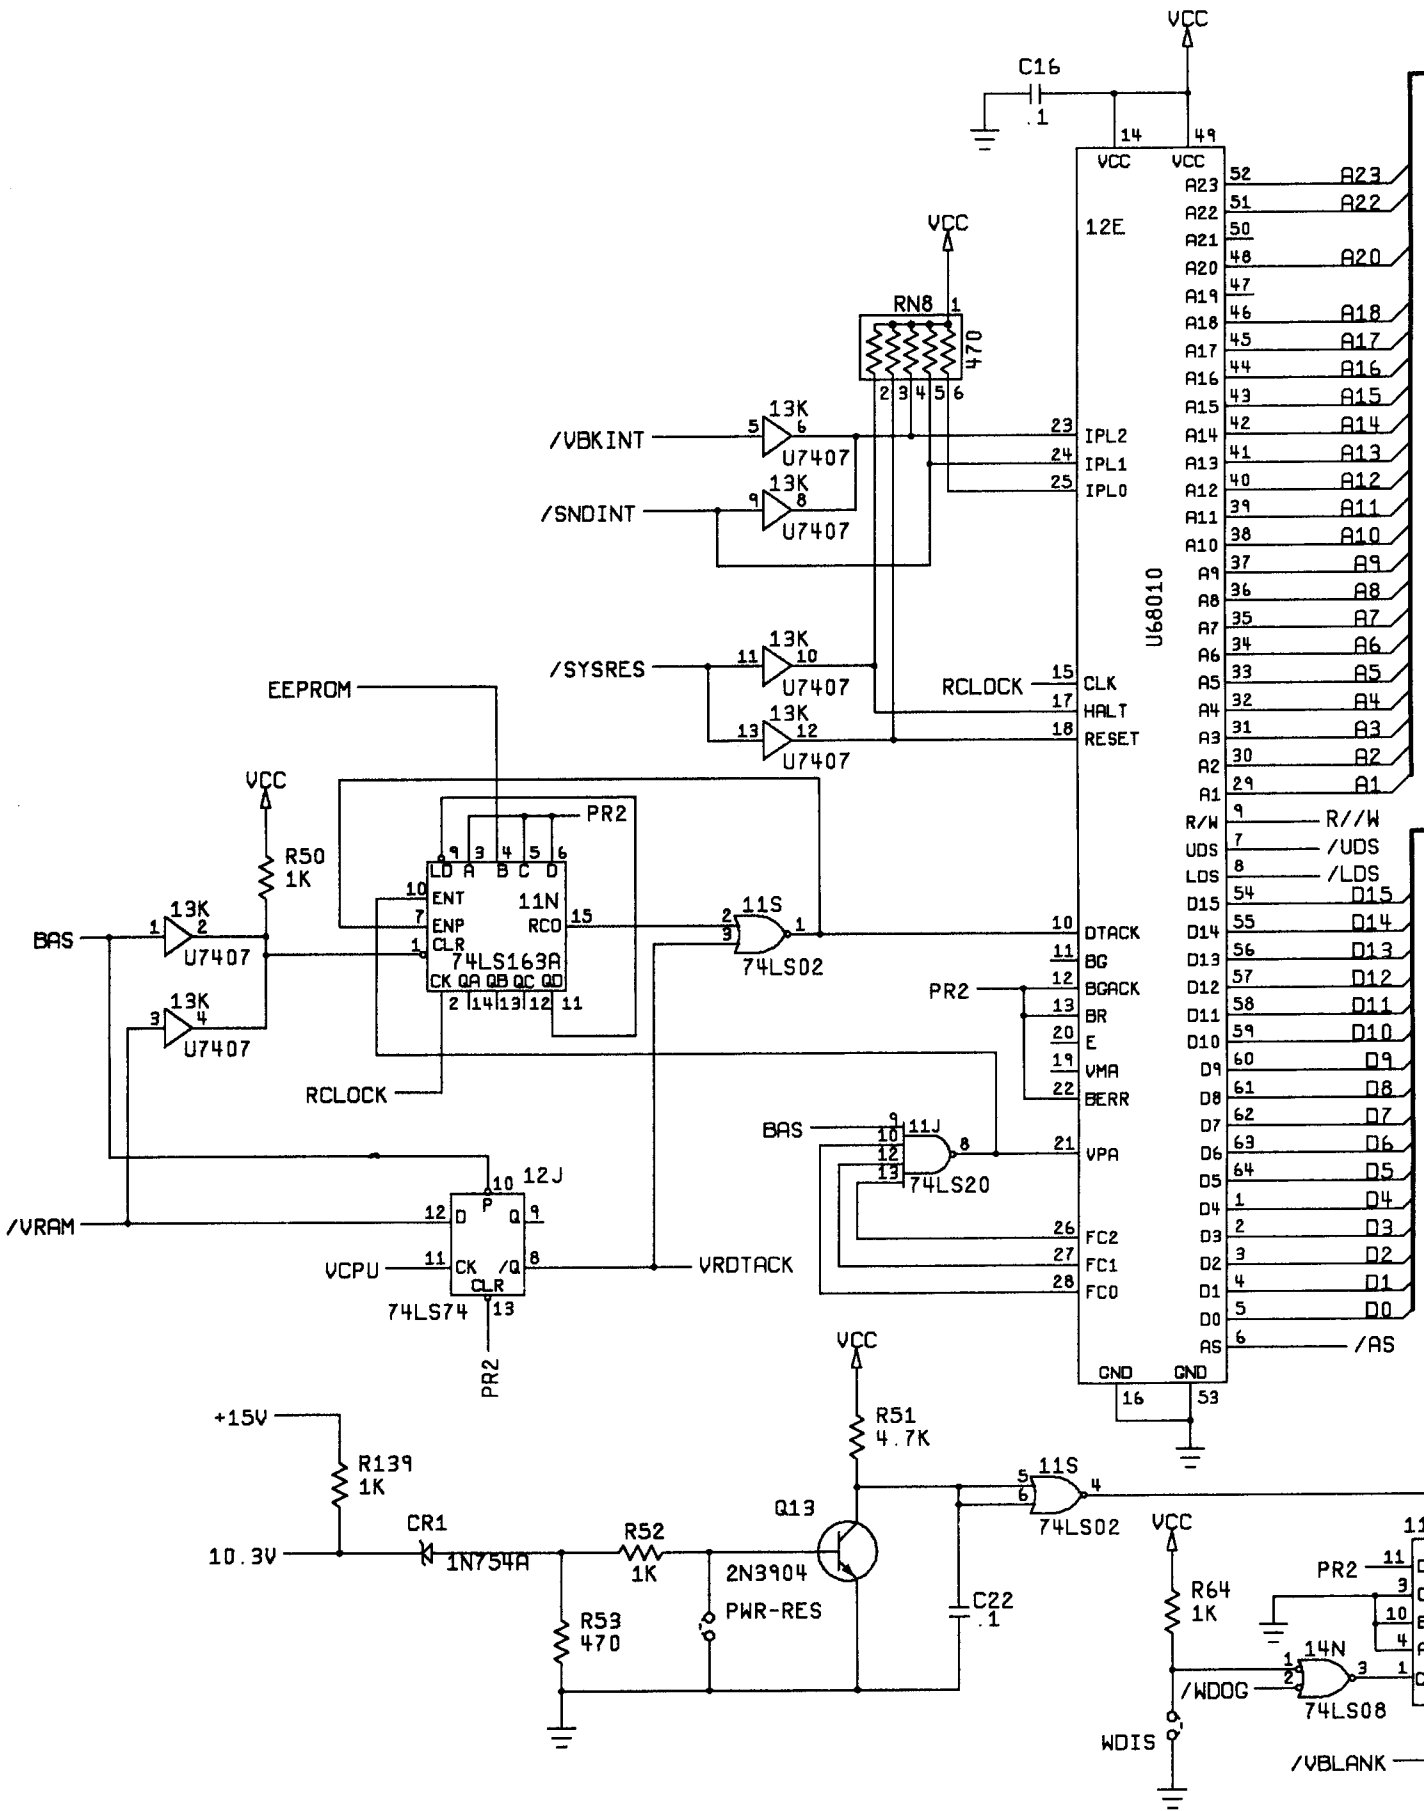 VCC
C16
.1
14
49
VCC
VCC
12E
U68010
A23 52 A23
A22 51 A22
A21 50
A20 48 A20
A19 47
A18 46 A18
A17 45 A17
A16 44 A16
A15 43 A15
A14 42 A14
A13 41 A13
A12 40 A12
A11 39 A11
A10 38 A10
A9 37 A9
A8 36 A8
A7 35 A7
A6 34 A6
A5 33 A5
A4 32 A4
A3 31 A3
A2 30 A2
A1 29 A1
R/W 9 R//W
UDS 7 /UDS
LDS 8 /LDS
D15 54 D15
D14 55 D14
D13 56 D13
D12 57 D12
D11 58 D11
D10 59 D10
D9 60 D9
D8 61 D8
D7 62 D7
D6 63 D6
D5 64 D5
D4 1 D4
D3 2 D3
D2 3 D2
D1 4 D1
D0 5 D0
AS 6 /AS
GND
GND
16
53
VCC
RN8
1
470
2 3 4 5 6
/VBKINT
5
13K
6
U7407
23 IPL2
24 IPL1
25 IPL0
/SNDINT
9
13K
8
U7407
/SYSRES
11
13K
10
U7407
13
13K
12
U7407
RCLOCK
15 CLK
17 HALT
18 RESET
EEPROM
VCC
R50
1K
PR2
9 3 4 5 6
LD A B C D
10 ENT
7 ENP
1 CLR
11N
RCO 15
74LS163A
CK QA QB QC QD
2 14 13 12 11
BAS
1
13K
2
U7407
3
13K
4
U7407
RCLOCK
2
3
11S
1
74LS02
10 DTACK
11 BG
PR2
12 BGACK
13 BR
20 E
19 VMA
22 BERR
BAS
9
10
12
13
11J
8
74LS20
21 VPA
26 FC2
27 FC1
28 FC0
/VRAM
10
12J
P
12 D
Q 9
VCPU
11 CK
/Q 8
CLR
74LS74
13
PR2
VRDTACK
+15V
R139
1K
10.3V
CR1
1N754A
R52
1K
R53
470
PWR-RES
Q13
2N3904
VCC
R51
4.7K
C22
.1
5
6
11S
4
74LS02
VCC
R64
1K
PR2
11
3
10
4
1
/WDOG
1
2
14N
3
74LS08
WDIS
/VBLANK